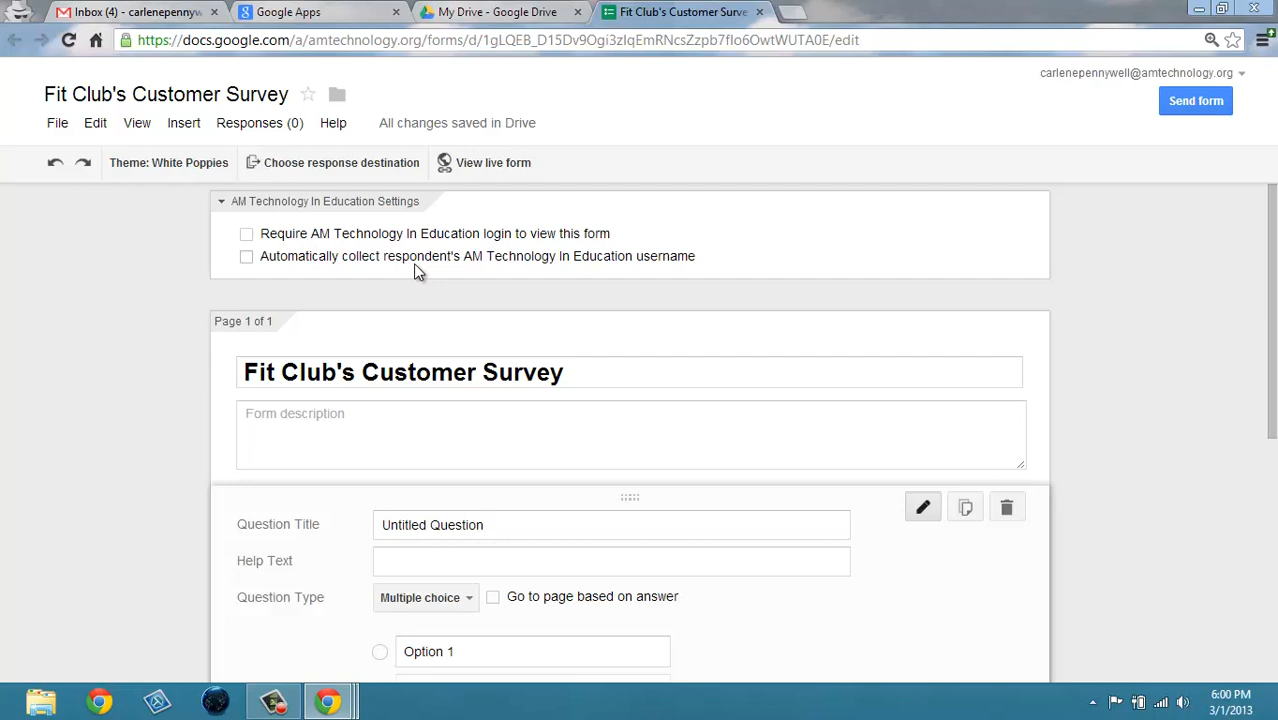 Inbox (4) - carlenepennyw
Google Apps
My Drive - Google Drive
Fit Club's Customer Surve
https://docs.google.com/a/amtechnology.org/forms/d/1gLQEB_D15Dv9Ogi3zIqEmRNcsZzpb7fIo6OwtWUTA0E/edit
carlenepennywell@amtechnology.org
Fit Club's Customer Survey
Send form
File Edit View Insert Responses (0) Help All changes saved in Drive
Theme: White Poppies Choose response destination View live form
AM Technology In Education Settings
Require AM Technology In Education login to view this form
Automatically collect respondent's AM Technology In Education username
Page 1 of 1
Fit Club's Customer Survey
Form description
Question Title Untitled Question
Help Text
Question Type Multiple choice Go to page based on answer
Option 1
6:00 PM
3/1/2013